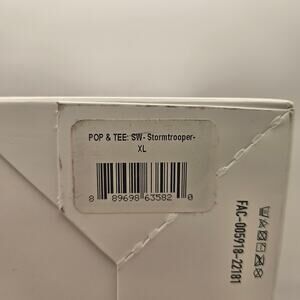 POP & TEE: SW- Stormtrooper-
XL
8 89698 63582 0
FAC-005918-22181